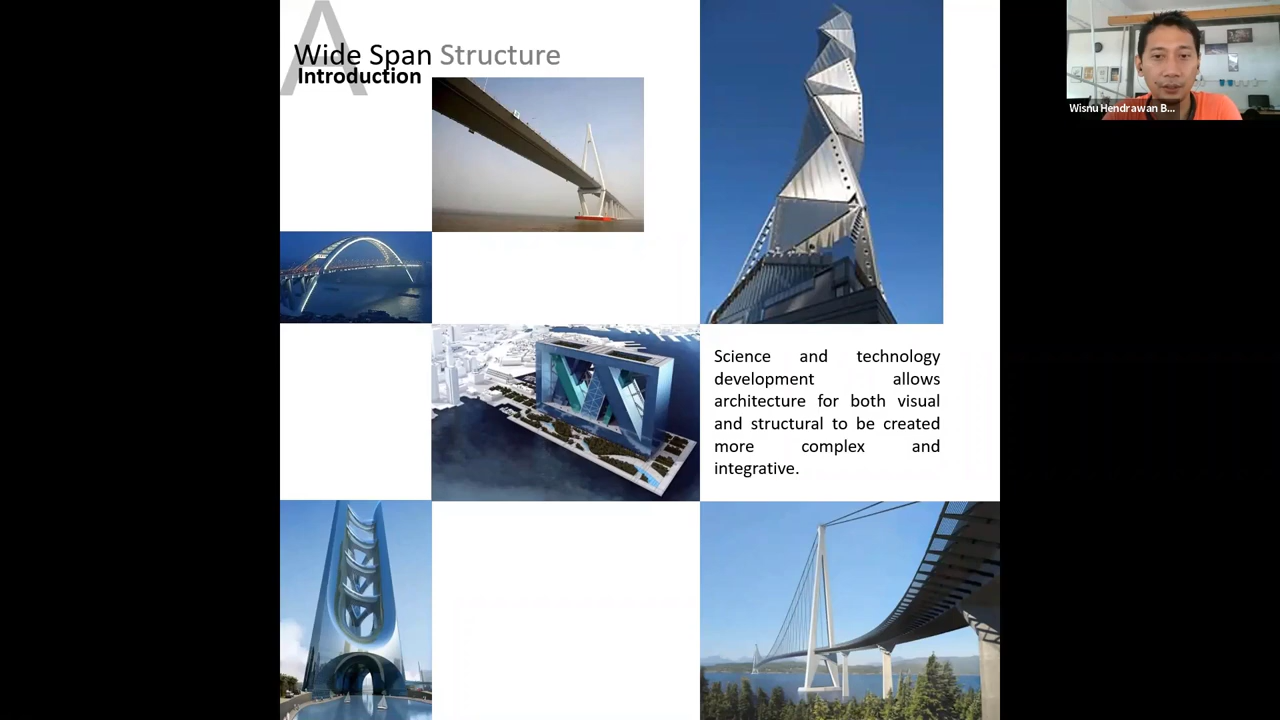 A
Wide Span Structure
Introduction
Wisnu Hendrawan B...
Science and technology
development allows
architecture for both visual
and structural to be created
more complex and
integrative.